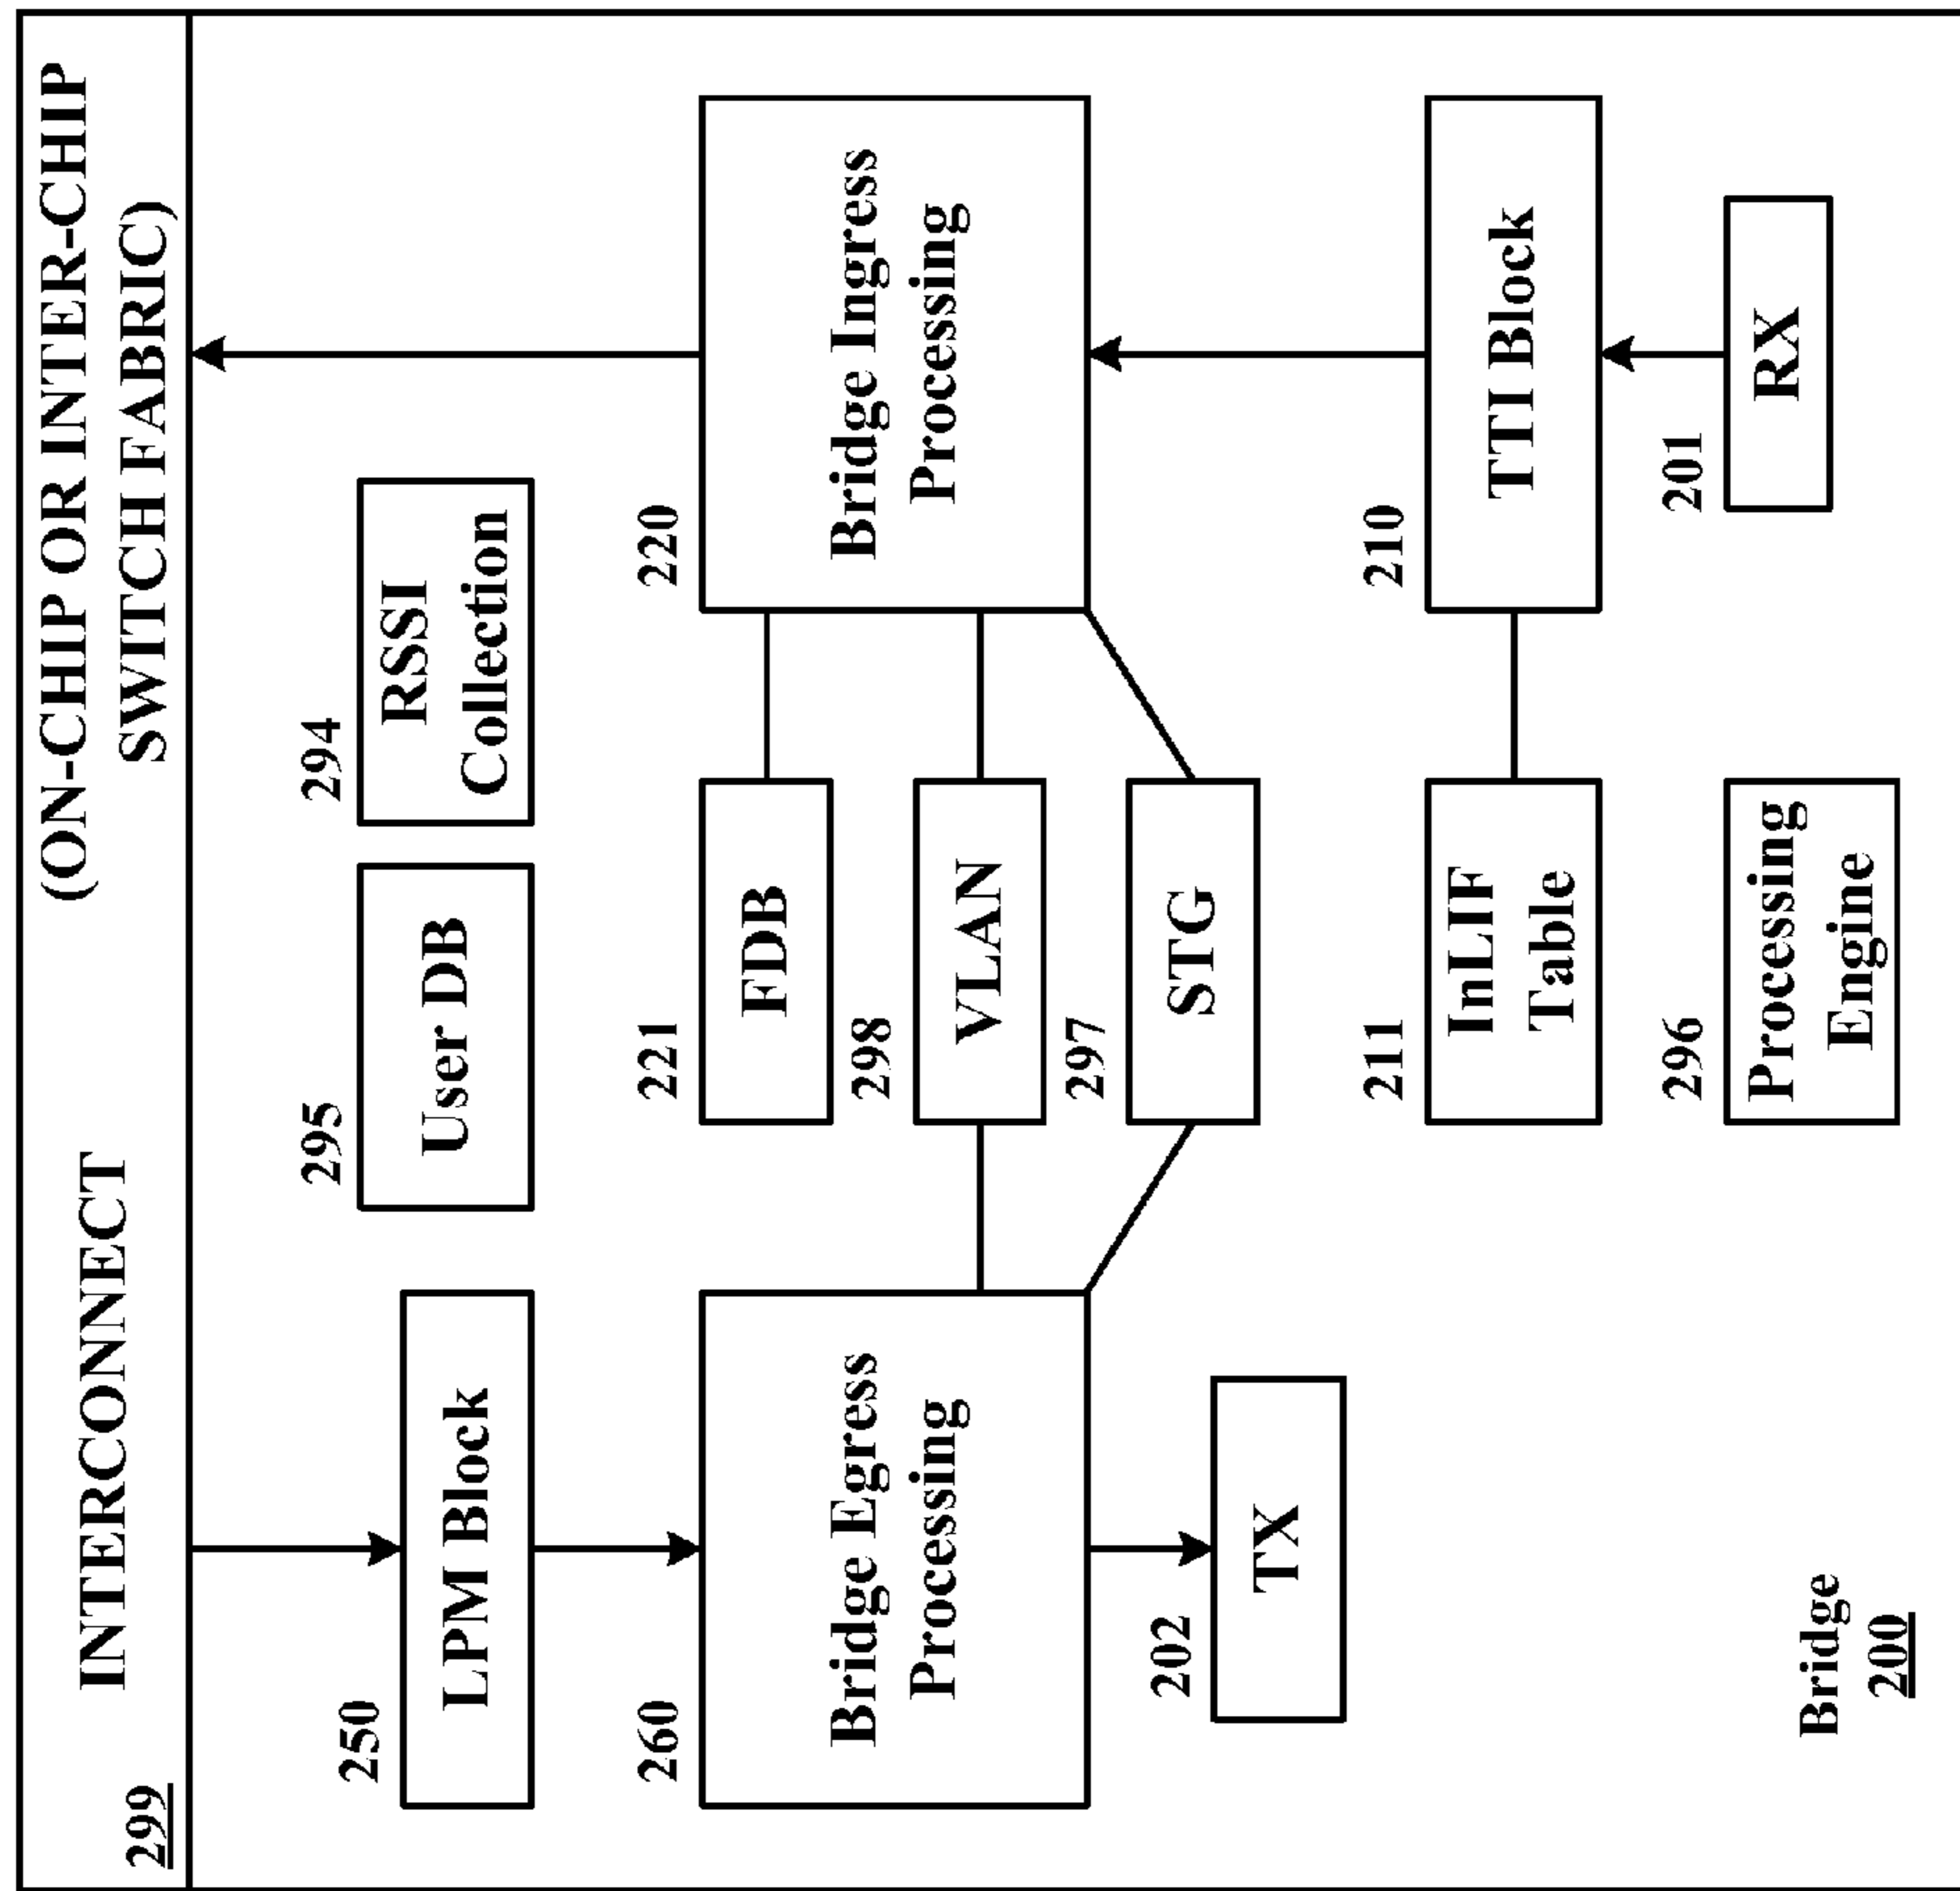 INTERCONNECT
(ON-CHIP OR INTER-CHIP
SWITCH FABRIC)
299
250
LPM Block
295
User DB
294
RSSI
Collection
260
Bridge Egress
Processing
221
FDB
298
VLAN
297
STG
220
Bridge Ingress
Processing
202
TX
211
InLIF
Table
210
TTI Block
296
Processing
Engine
201
RX
Bridge
200